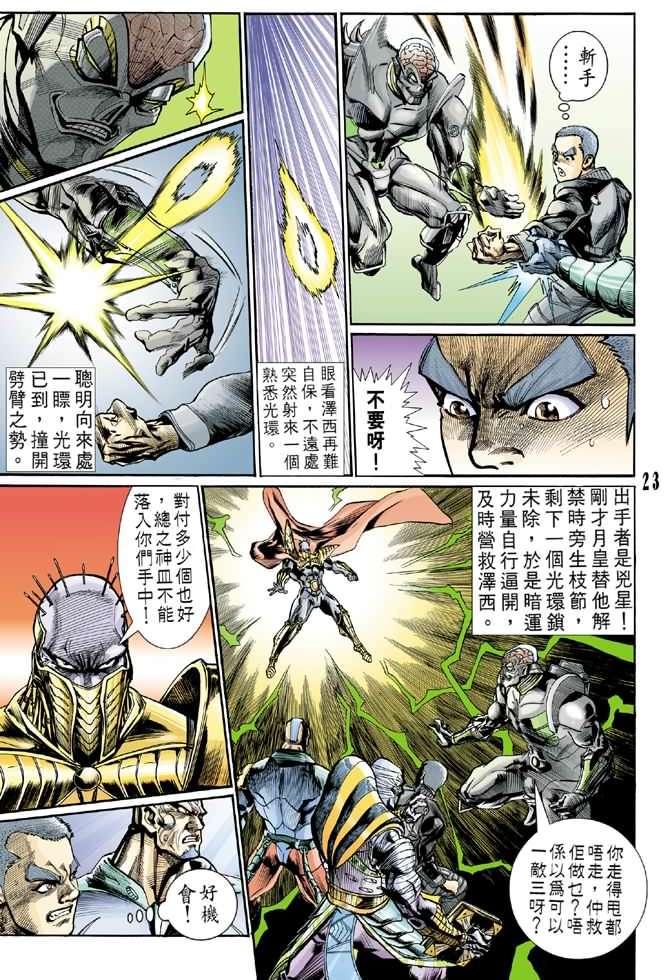 斬手
……
不要呀！
眼看澤西再難
自保，不遠處
突然射來一個
熟悉光環。
聰明向來處
一瞟，光環
已到，撞開
劈臂之勢。
23
出手者是兇星！
剛才月皇替他解
禁時旁生枝節，
剩下一個光環鎖
未除，於是暗運
力量自行逼開，
及時營救澤西。
對付多少個也好
，總之神血不能
落入你們手中！
你走得甩都
唔走，仲救
佢做乜？唔
係以為可以
一敵三呀？
好機
會！